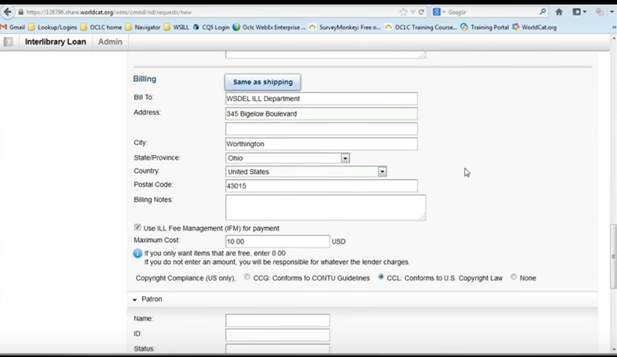 https://128796.share.worldcat.org/wms/cmnd/nd/requests/new
Google
Gmail Lookup/Logins OCLC home Navigator WSILL CQ5 Login Oclc WebEx Enterprise ... SurveyMonkey: Free o... OCLC Training Course... Training Portal WorldCat.org
Interlibrary Loan Admin
Billing Same as shipping
Bill To: WSDEL ILL Department
Address: 345 Bigelow Boulevard
City: Worthington
State/Province: Ohio
Country: United States
Postal Code: 43015
Billing Notes:
Use ILL Fee Management (IFM) for payment
Maximum Cost: 10.00 USD
If you only want items that are free, enter 0.00
If you do not enter an amount, you will be responsible for whatever the lender charges.
Copyright Compliance (US only): CCG: Conforms to CONTU Guidelines CCL: Conforms to U.S. Copyright Law None
Patron
Name:
ID:
Status: